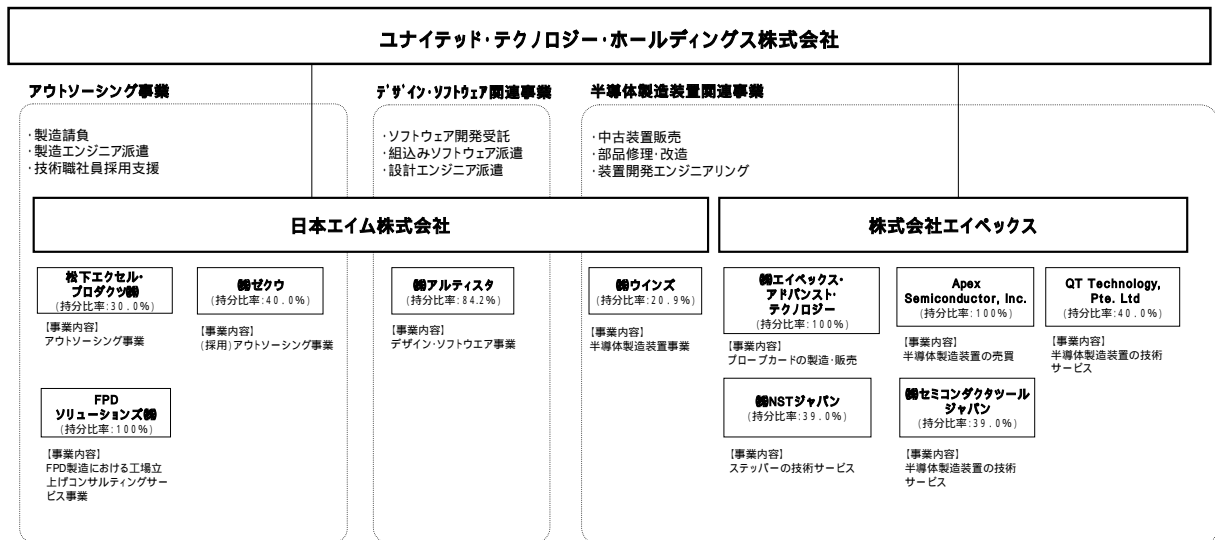 ユナイテッド･テクノロジー･ホールディングス株式会社
アウトソーシング事業
･製造請負
･製造エンジニア派遣
･技術職社員採用支援
デザイン･ソフトウェア関連事業
･ソフトウェア開発受託
･組込みソフトウェア派遣
･設計エンジニア派遣
半導体製造装置関連事業
･中古装置販売
･部品修理･改造
･装置開発エンジニアリング
日本エイム株式会社
株式会社エイペックス
松下エクセル･
プロダクツ㈱
(持分比率:30.0%)
【事業内容】
アウトソーシング事業
㈱ゼクウ
(持分比率:40.0%)
【事業内容】
(採用)アウトソーシング事業
㈱アルティスタ
(持分比率:84.2%)
【事業内容】
デザイン･ソフトウエア事業
㈱ウインズ
(持分比率:20.9%)
【事業内容】
半導体製造装置事業
㈱エイペックス･
アドバンスト･
テクノロジー
(持分比率:100%)
【事業内容】
プローブカードの製造･販売
Apex
Semiconductor, Inc.
(持分比率:100%)
【事業内容】
半導体製造装置の売買
QT Technology,
Pte. Ltd
(持分比率:40.0%)
【事業内容】
半導体製造装置の技術
サービス
FPD
ソリューションズ㈱
(持分比率:100%)
【事業内容】
FPD製造における工場立
上げコンサルティングサー
ビス事業
㈱NSTジャパン
(持分比率:39.0%)
【事業内容】
ステッパーの技術サービス
㈱セミコンダクタツール
ジャパン
(持分比率:39.0%)
【事業内容】
半導体製造装置の技術
サービス